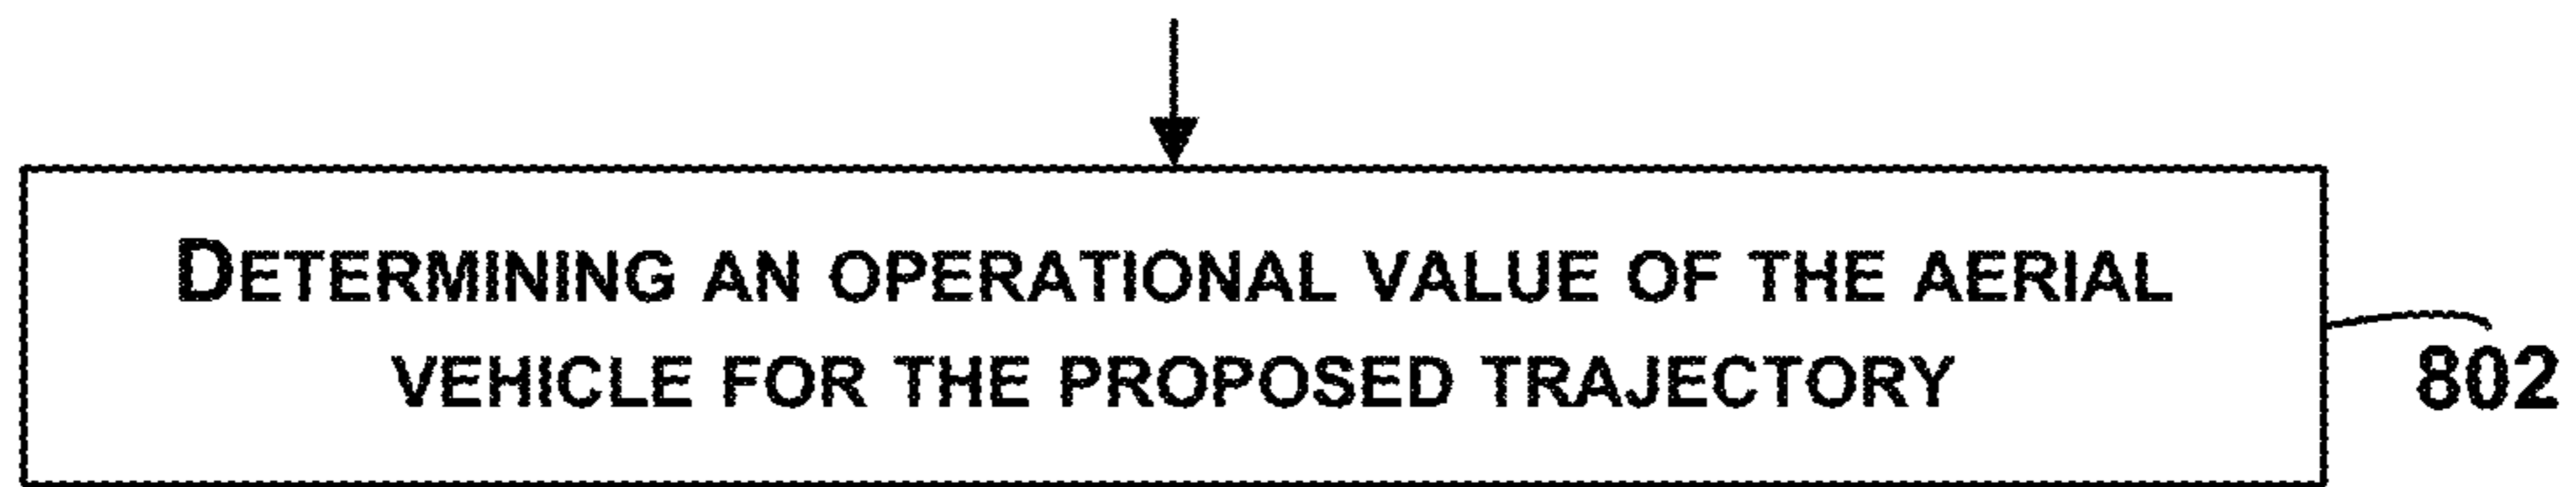 DETERMINING AN OPERATIONAL VALUE OF THE AERIAL
VEHICLE FOR THE PROPOSED TRAJECTORY
802